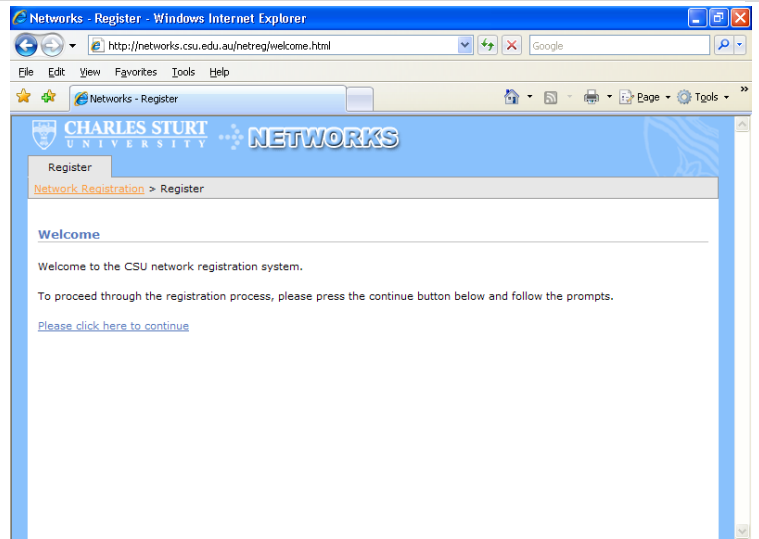 Networks - Register - Windows Internet Explorer
http://networks.csu.edu.au/netreg/welcome.html
Google
File Edit View Favorites Tools Help
Networks - Register
Page Tools »
CHARLES STURT
UNIVERSITY
NETWORKS
Register
Network Registration > Register
Welcome
Welcome to the CSU network registration system.
To proceed through the registration process, please press the continue button below and follow the prompts.
Please click here to continue